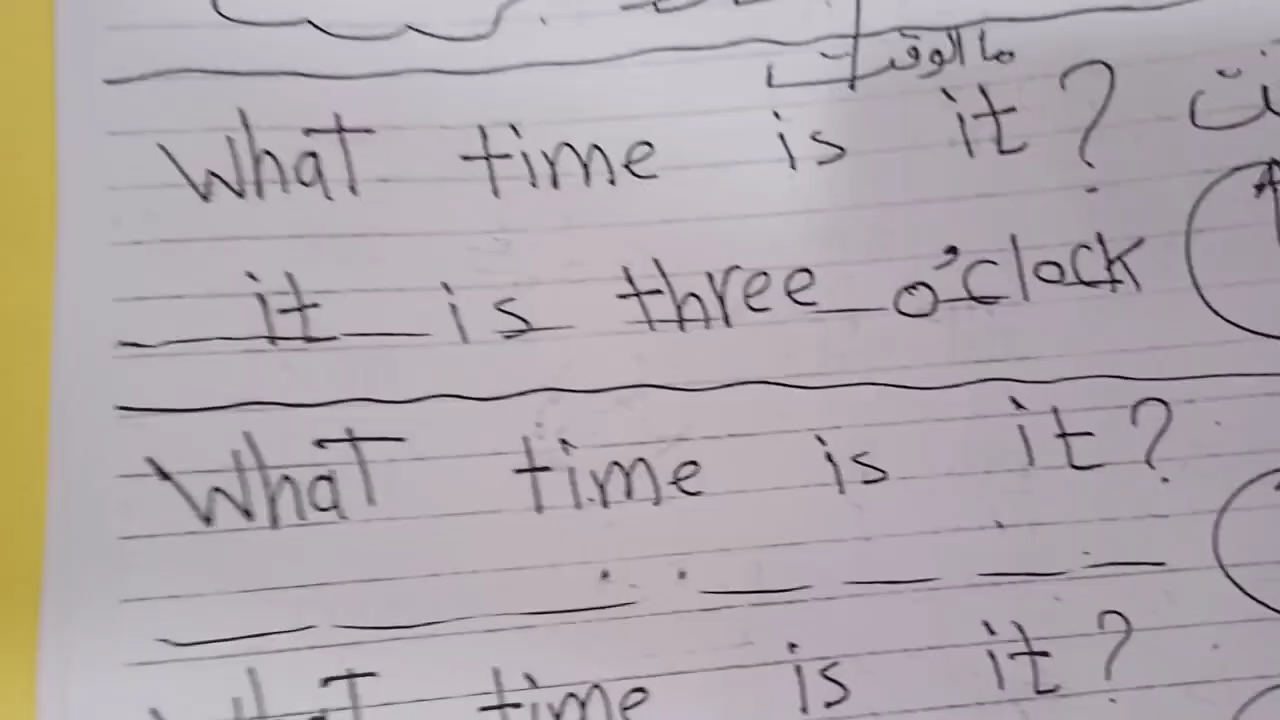 ما الوقت
What time is it?
it is three o'clock
What time is it?
What time is it?